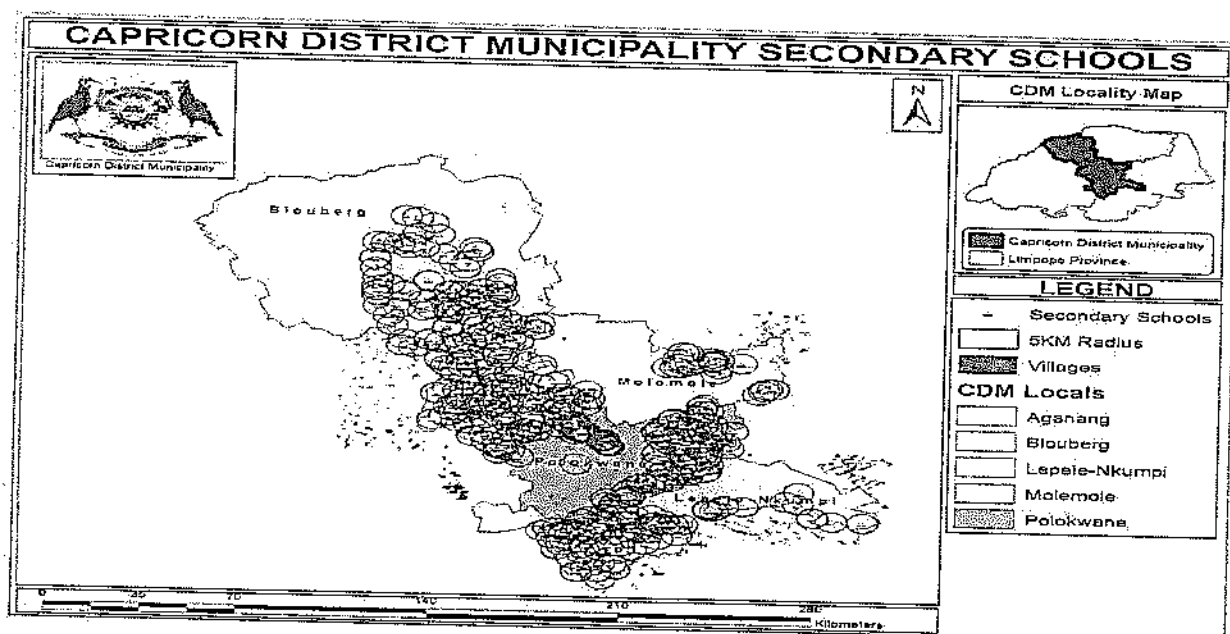 CAPRICORN DISTRICT MUNICIPALITY SECONDARY SCHOOLS
Capricorn District Municipality
N
CDM Locality Map
Capricorn District Municipality
Limpopo Province
LEGEND
Secondary Schools
5KM Radius
Villages
CDM Locals
Aganang
Blouberg
Lepele-Nkumpi
Molemole
Polokwane
Blouberg
Molemole
Polokwane
Lepele Nkumpi
0 35 70 140 210 280
Kilometers